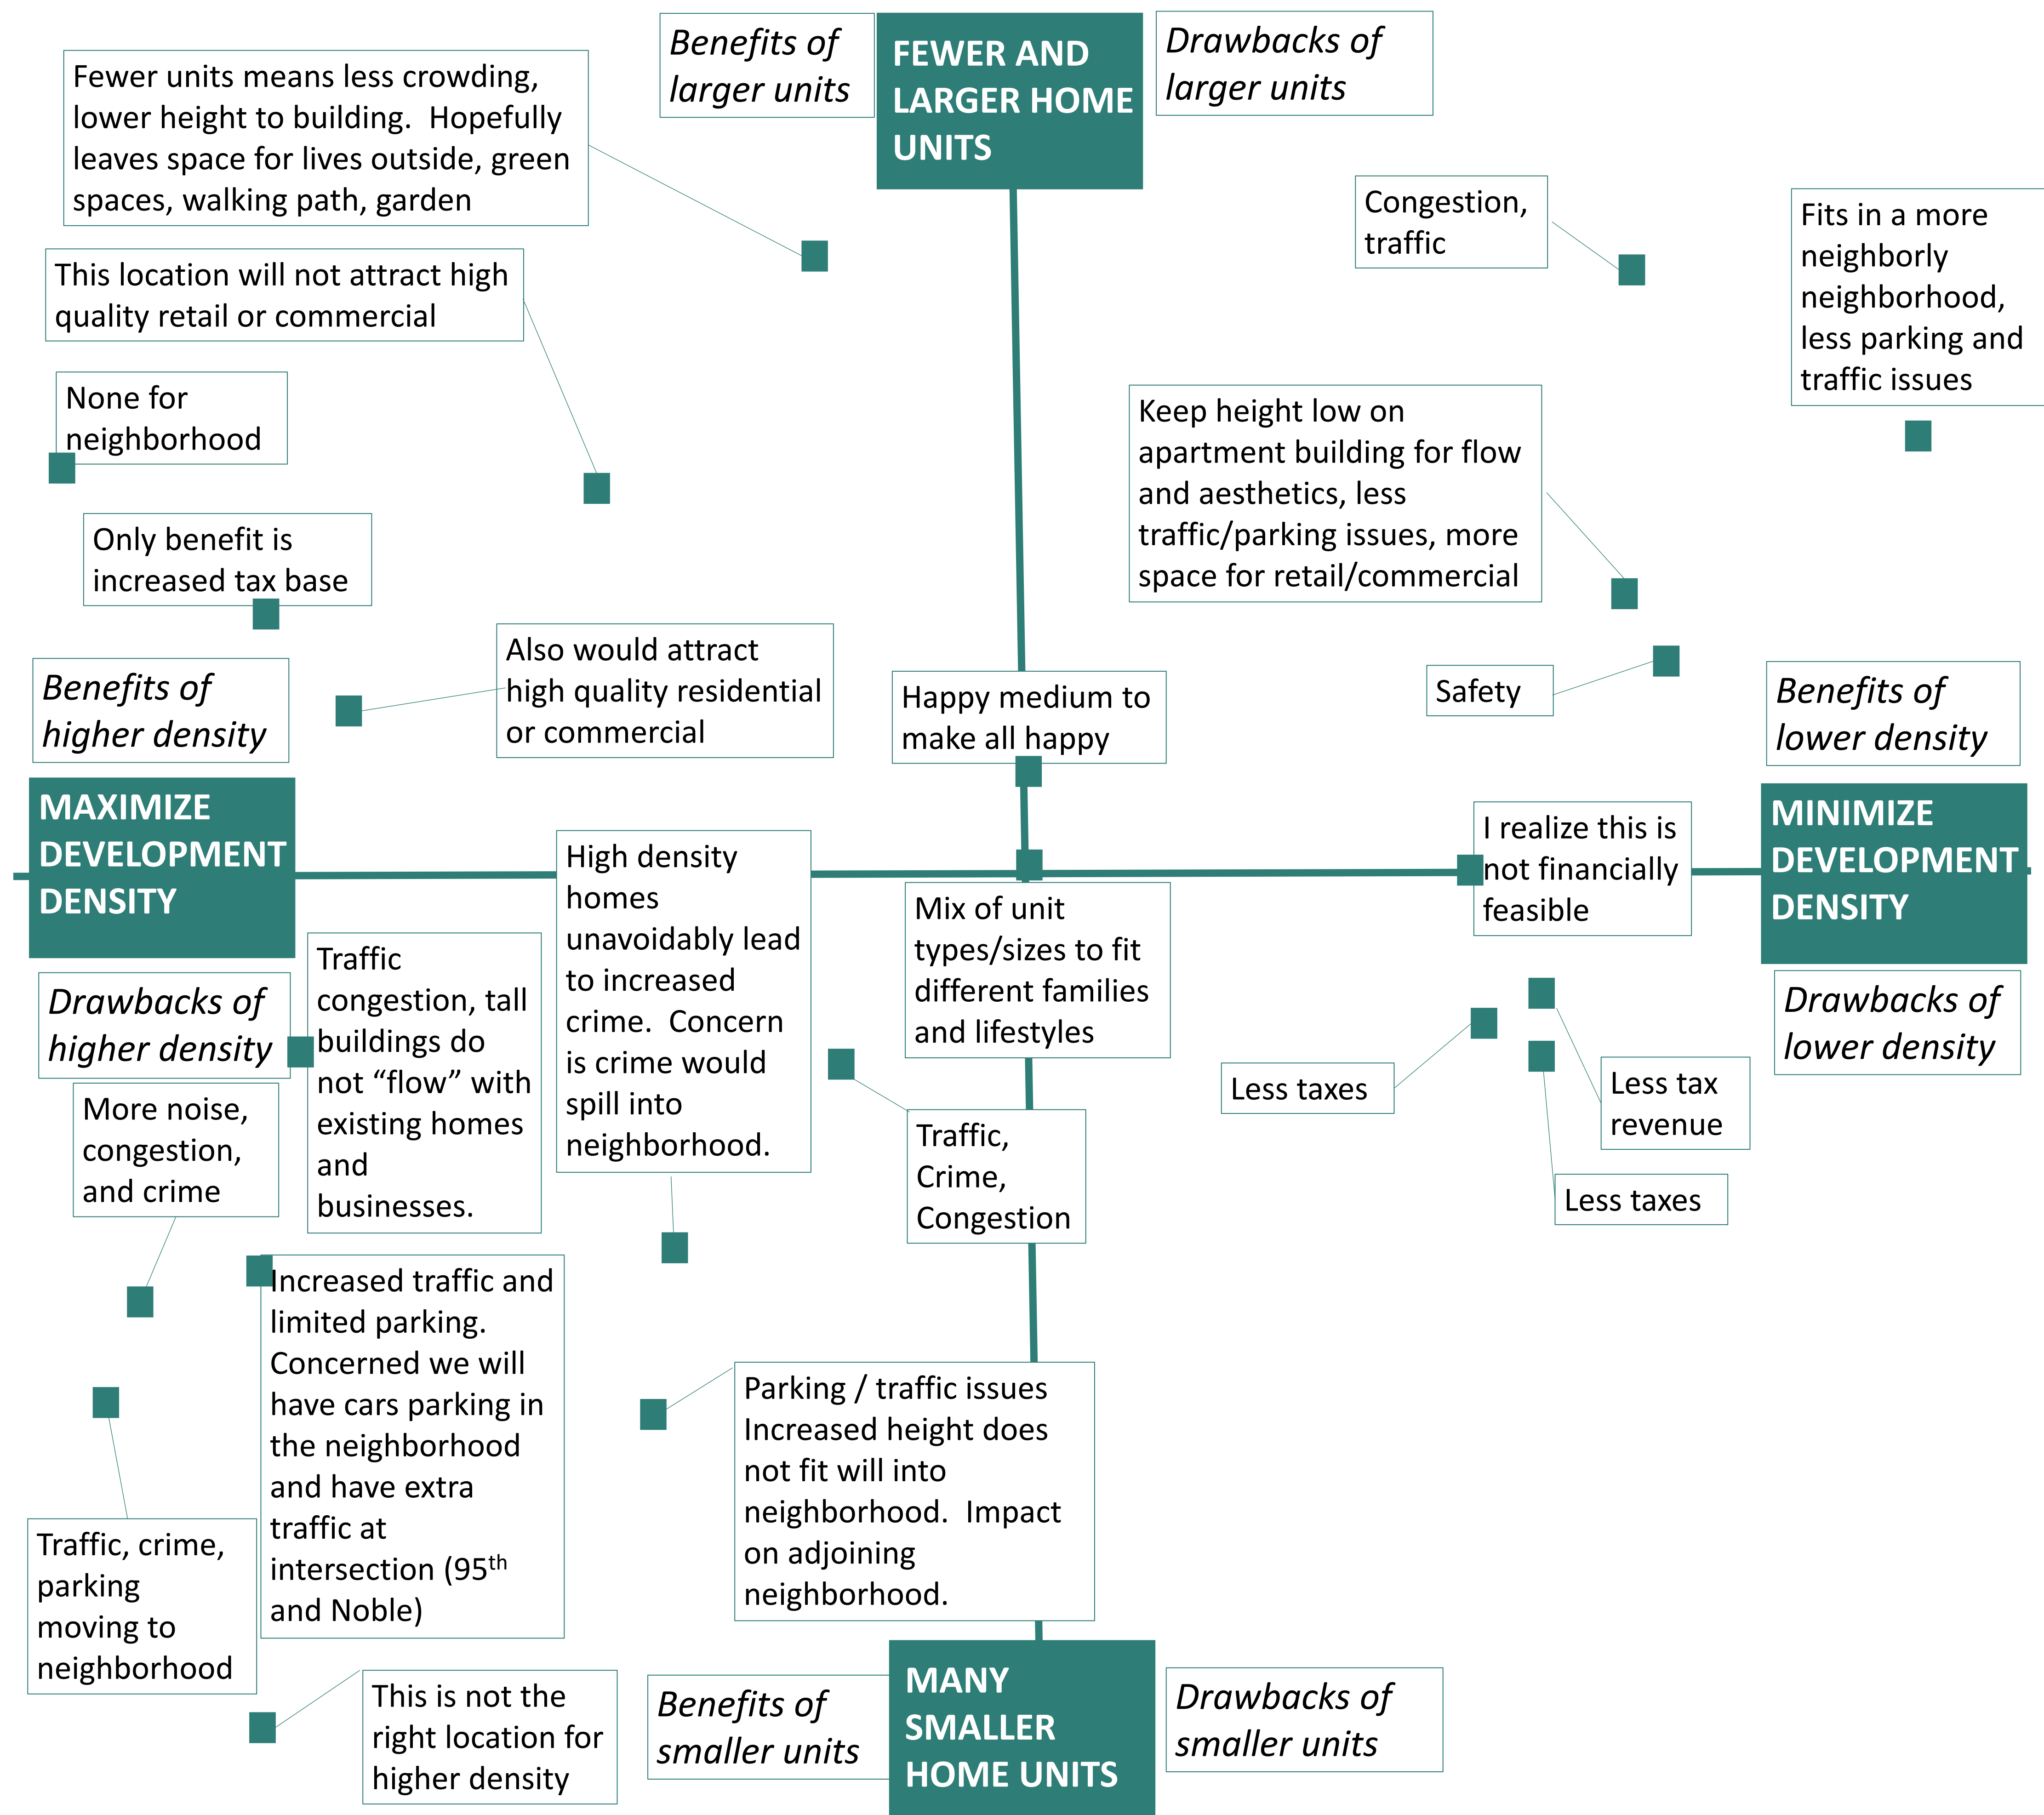 Benefits of
larger units
FEWER AND
LARGER HOME
UNITS
Drawbacks of
larger units
Fewer units means less crowding,
lower height to building.  Hopefully
leaves space for lives outside, green
spaces, walking path, garden
Congestion,
traffic
Fits in a more
neighborly
neighborhood,
less parking and
traffic issues
This location will not attract high
quality retail or commercial
None for
neighborhood
Keep height low on
apartment building for flow
and aesthetics, less
traffic/parking issues, more
space for retail/commercial
Only benefit is
increased tax base
Also would attract
high quality residential
or commercial
Happy medium to
make all happy
Safety
Benefits of
higher density
Benefits of
lower density
MAXIMIZE
DEVELOPMENT
DENSITY
High density
homes
unavoidably lead
to increased
crime.  Concern
is crime would
spill into
neighborhood.
I realize this is
not financially
feasible
MINIMIZE
DEVELOPMENT
DENSITY
Mix of unit
types/sizes to fit
different families
and lifestyles
Drawbacks of
higher density
Traffic
congestion, tall
buildings do
not “flow” with
existing homes
and
businesses.
Drawbacks of
lower density
More noise,
congestion,
and crime
Traffic,
Crime,
Congestion
Less taxes
Less tax
revenue
Less taxes
Increased traffic and
limited parking.
Concerned we will
have cars parking in
the neighborhood
and have extra
traffic at
intersection (95th
and Noble)
Parking / traffic issues
Increased height does
not fit will into
neighborhood.  Impact
on adjoining
neighborhood.
Traffic, crime,
parking
moving to
neighborhood
This is not the
right location for
higher density
Benefits of
smaller units
MANY
SMALLER
HOME UNITS
Drawbacks of
smaller units